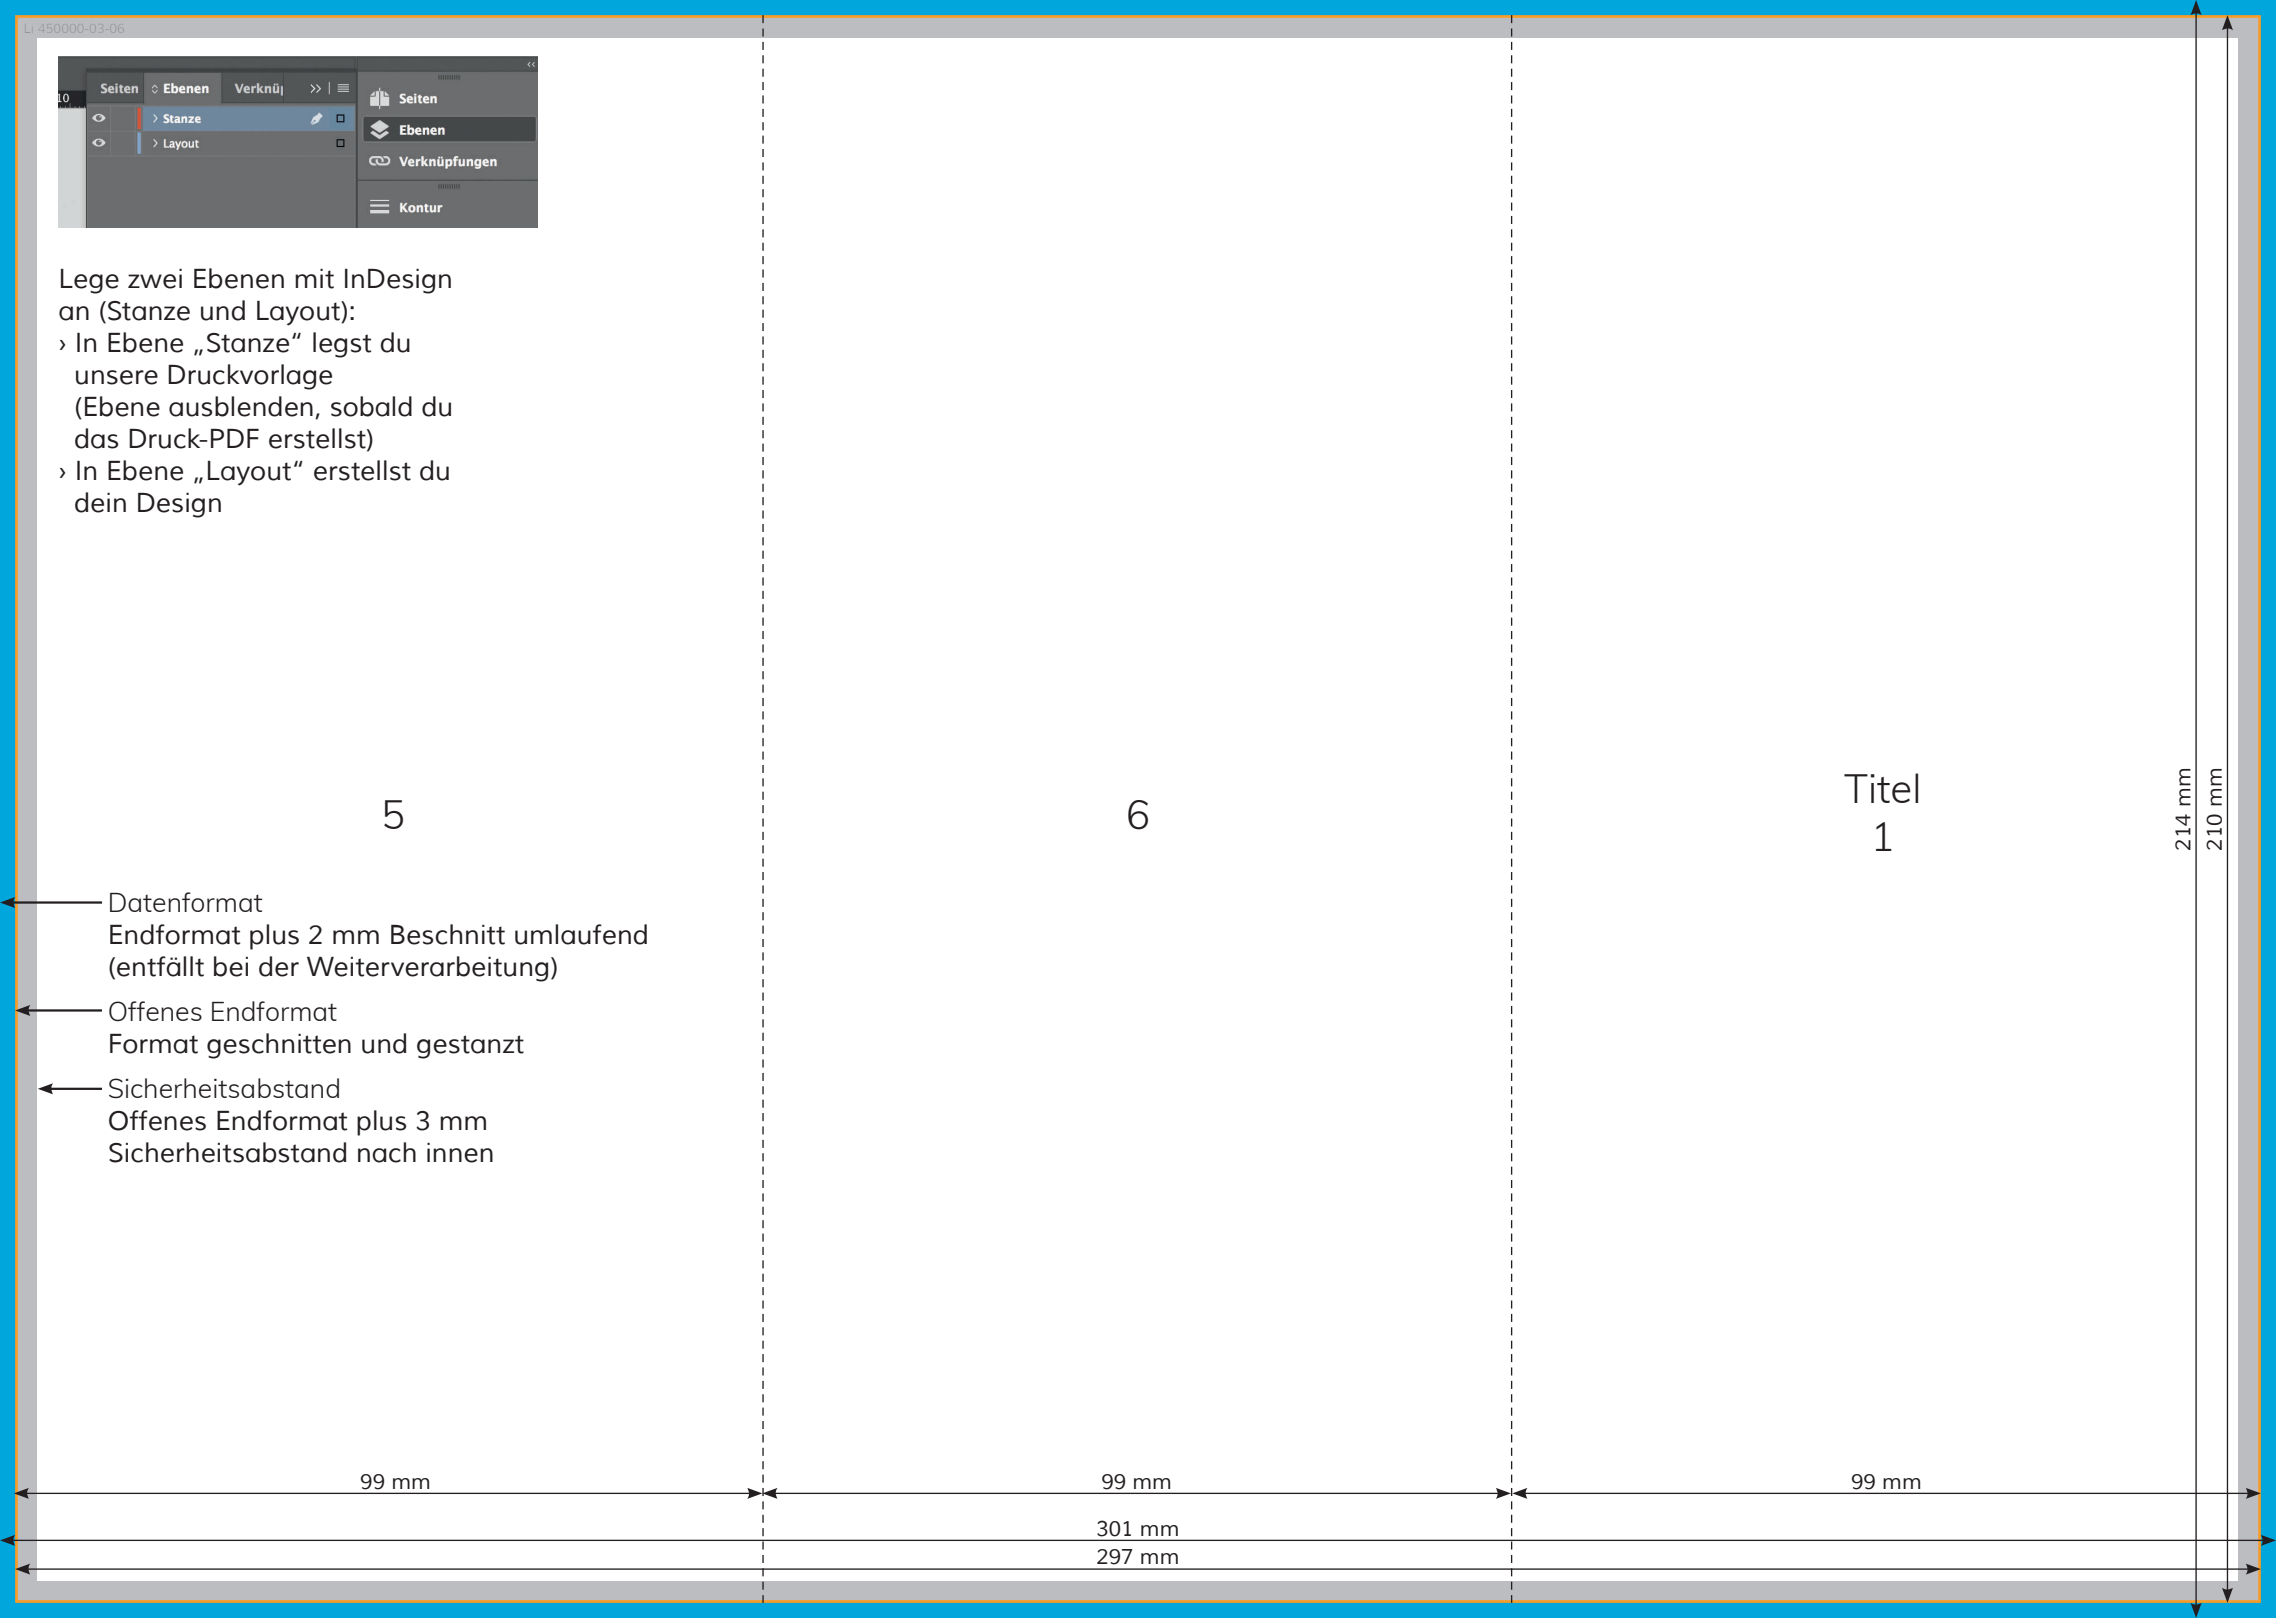 Li 450000-03-06
10
Seiten
Ebenen
Stanze
Layout
Seiten
Ebenen
Verknüpfungen
Kontur
Lege zwei Ebenen mit InDesign
an (Stanze und Layout):
› In Ebene „Stanze“ legst du
unsere Druckvorlage
(Ebene ausblenden, sobald du
das Druck-PDF erstellst)
› In Ebene „Layout“ erstellst du
dein Design
5
6
Titel
1
214 mm
210 mm
Datenformat
Endformat plus 2 mm Beschnitt umlaufend
(entfällt bei der Weiterverarbeitung)
Offenes Endformat
Format geschnitten und gestanzt
Sicherheitsabstand
Offenes Endformat plus 3 mm
Sicherheitsabstand nach innen
99 mm
99 mm
99 mm
301 mm
297 mm